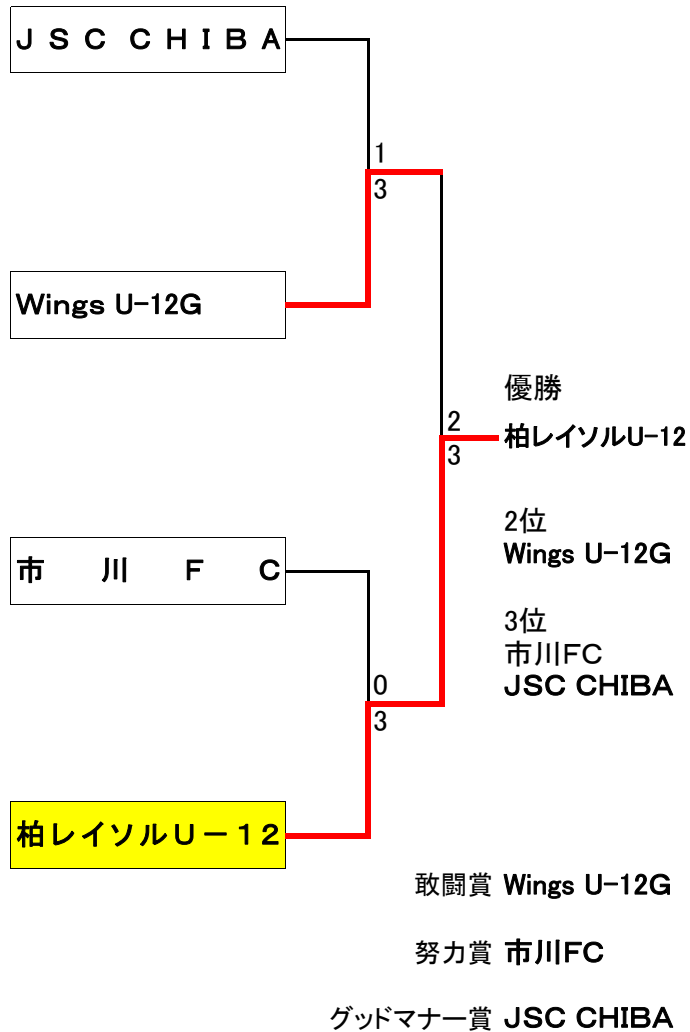 ＪＳＣ ＣＨＩＢＡ
1
3
Wings U-12G
優勝
2
柏レイソルU-12
3
2位
Wings U-12G
市川ＦＣ
3位
市川ＦＣ
JSC CHIBA
0
3
柏レイソルＵ－１２
敢闘賞 Wings U-12G
努力賞 市川ＦＣ
グッドマナー賞 JSC CHIBA